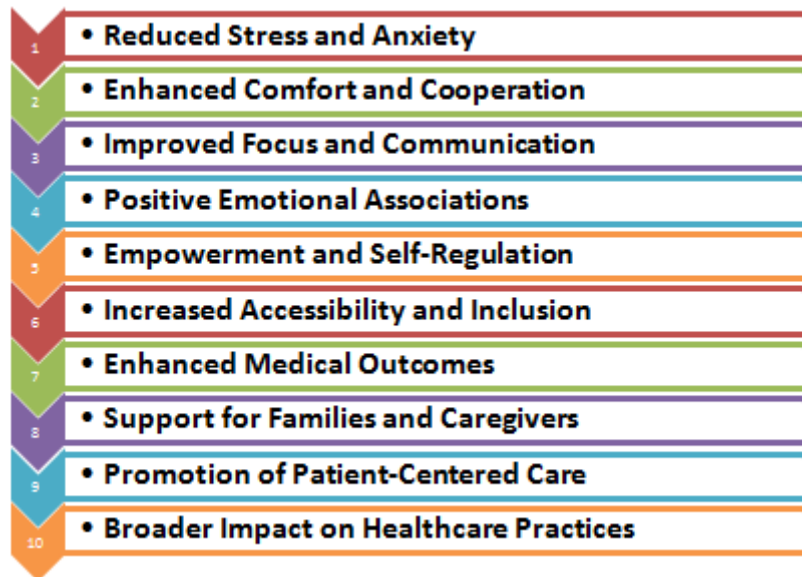 1 • Reduced Stress and Anxiety
2 • Enhanced Comfort and Cooperation
3 • Improved Focus and Communication
4 • Positive Emotional Associations
5 • Empowerment and Self-Regulation
6 • Increased Accessibility and Inclusion
7 • Enhanced Medical Outcomes
8 • Support for Families and Caregivers
9 • Promotion of Patient-Centered Care
10 • Broader Impact on Healthcare Practices